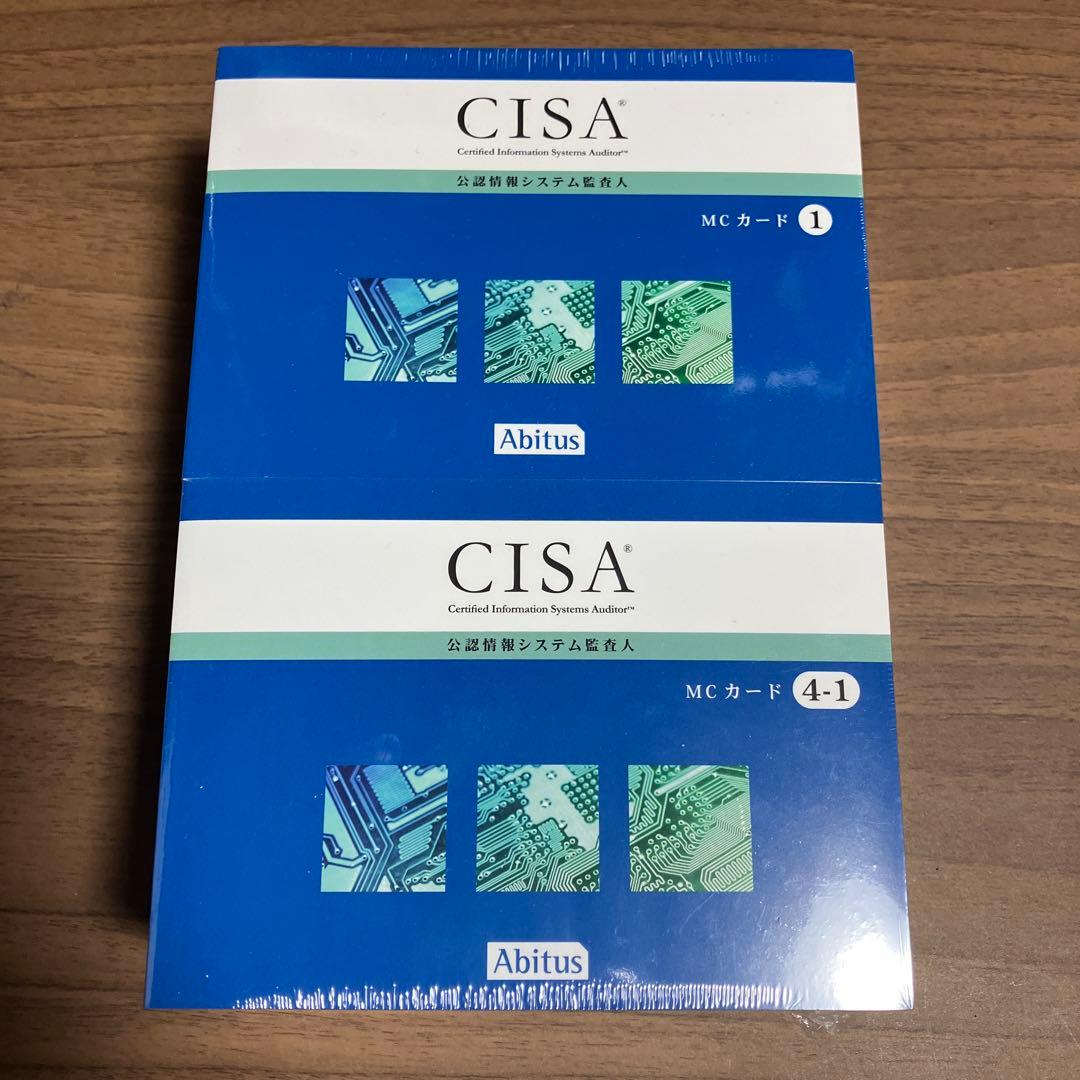 CISA®
Certified Information Systems Auditor™
公認情報システム監査人
MCカード 1
Abitus
CISA®
Certified Information Systems Auditor™
公認情報システム監査人
MCカード 4-1
Abitus